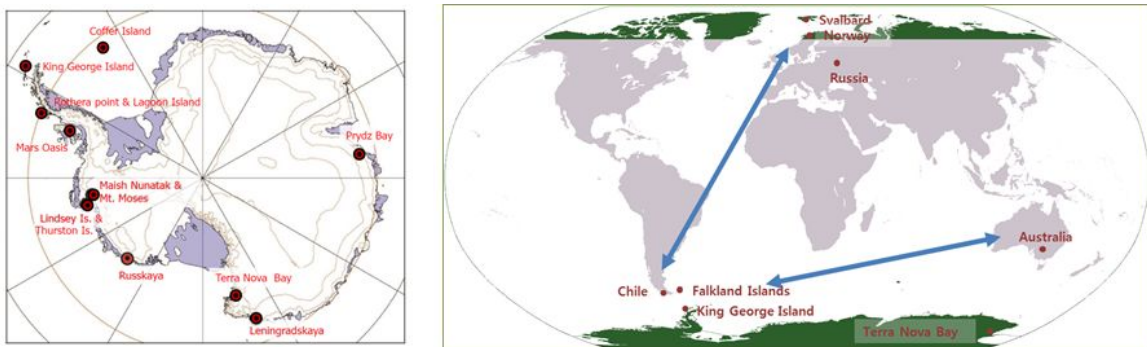 Coffer Island
King George Island
Rothera point & Lagoon Island
Mars Oasis
Prydz Bay
Maish Nunatak &
Mt. Moses
Lindsey Is. &
Thurston Is.
Russkaya
Terra Nova Bay
Leningradskaya
Svalbard
Norway
Russia
Australia
Chile
Falkland Islands
King George Island
Terra Nova Bay